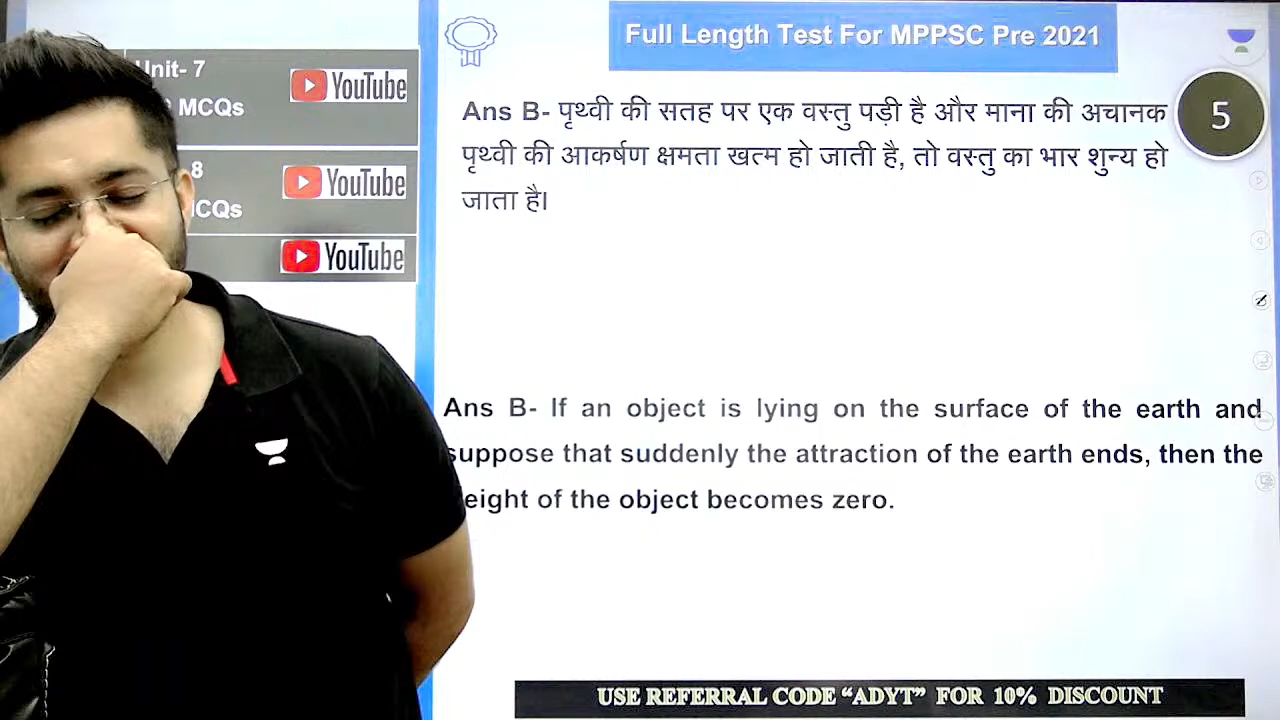 Full Length Test For MPPSC Pre 2021
Unit- 7
MCQs
YouTube
8
YouTube
YouTube
5
Ans B- पृथ्वी की सतह पर एक वस्तु पड़ी है और माना की अचानक
पृथ्वी की आकर्षण क्षमता खत्म हो जाती है, तो वस्तु का भार शुन्य हो
जाता है।
Ans B- If an object is lying on the surface of the earth and
suppose that suddenly the attraction of the earth ends, then the
of the object becomes zero.
USE REFERRAL CODE “ADYT” FOR 10% DISCOUNT